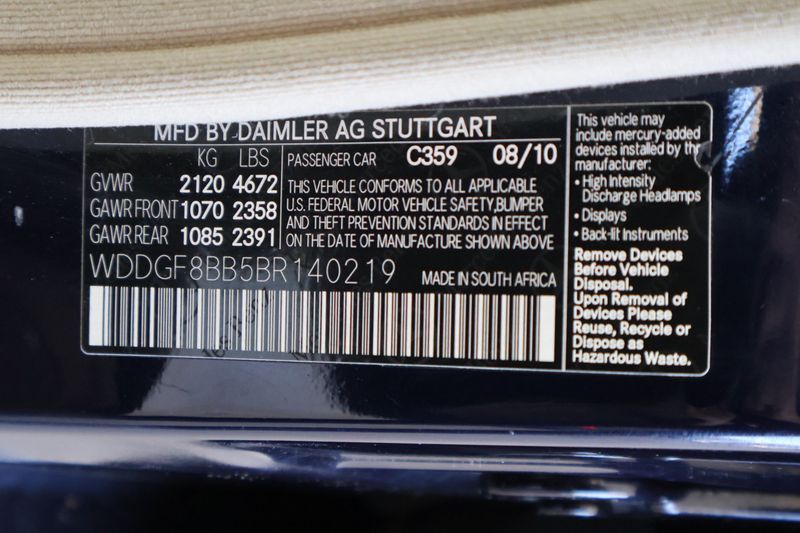 MFD BY DAIMLER AG STUTTGART
KG LBS
GVWR 2120 4672
GAWR FRONT 1070 2358
GAWR REAR 1085 2391
PASSENGER CAR C359 08/10
THIS VEHICLE CONFORMS TO ALL APPLICABLE
U.S. FEDERAL MOTOR VEHICLE SAFETY, BUMPER
AND THEFT PREVENTION STANDARDS IN EFFECT
ON THE DATE OF MANUFACTURE SHOWN ABOVE
WDDGF8BB5BR140219 MADE IN SOUTH AFRICA
This vehicle may
include mercury-added
devices installed by the
manufacturer:
• High Intensity
Discharge Headlamps
• Displays
• Back-lit Instruments
Remove Devices
Before Vehicle
Disposal.
Upon Removal of
Devices Please
Reuse, Recycle or
Dispose as
Hazardous Waste.